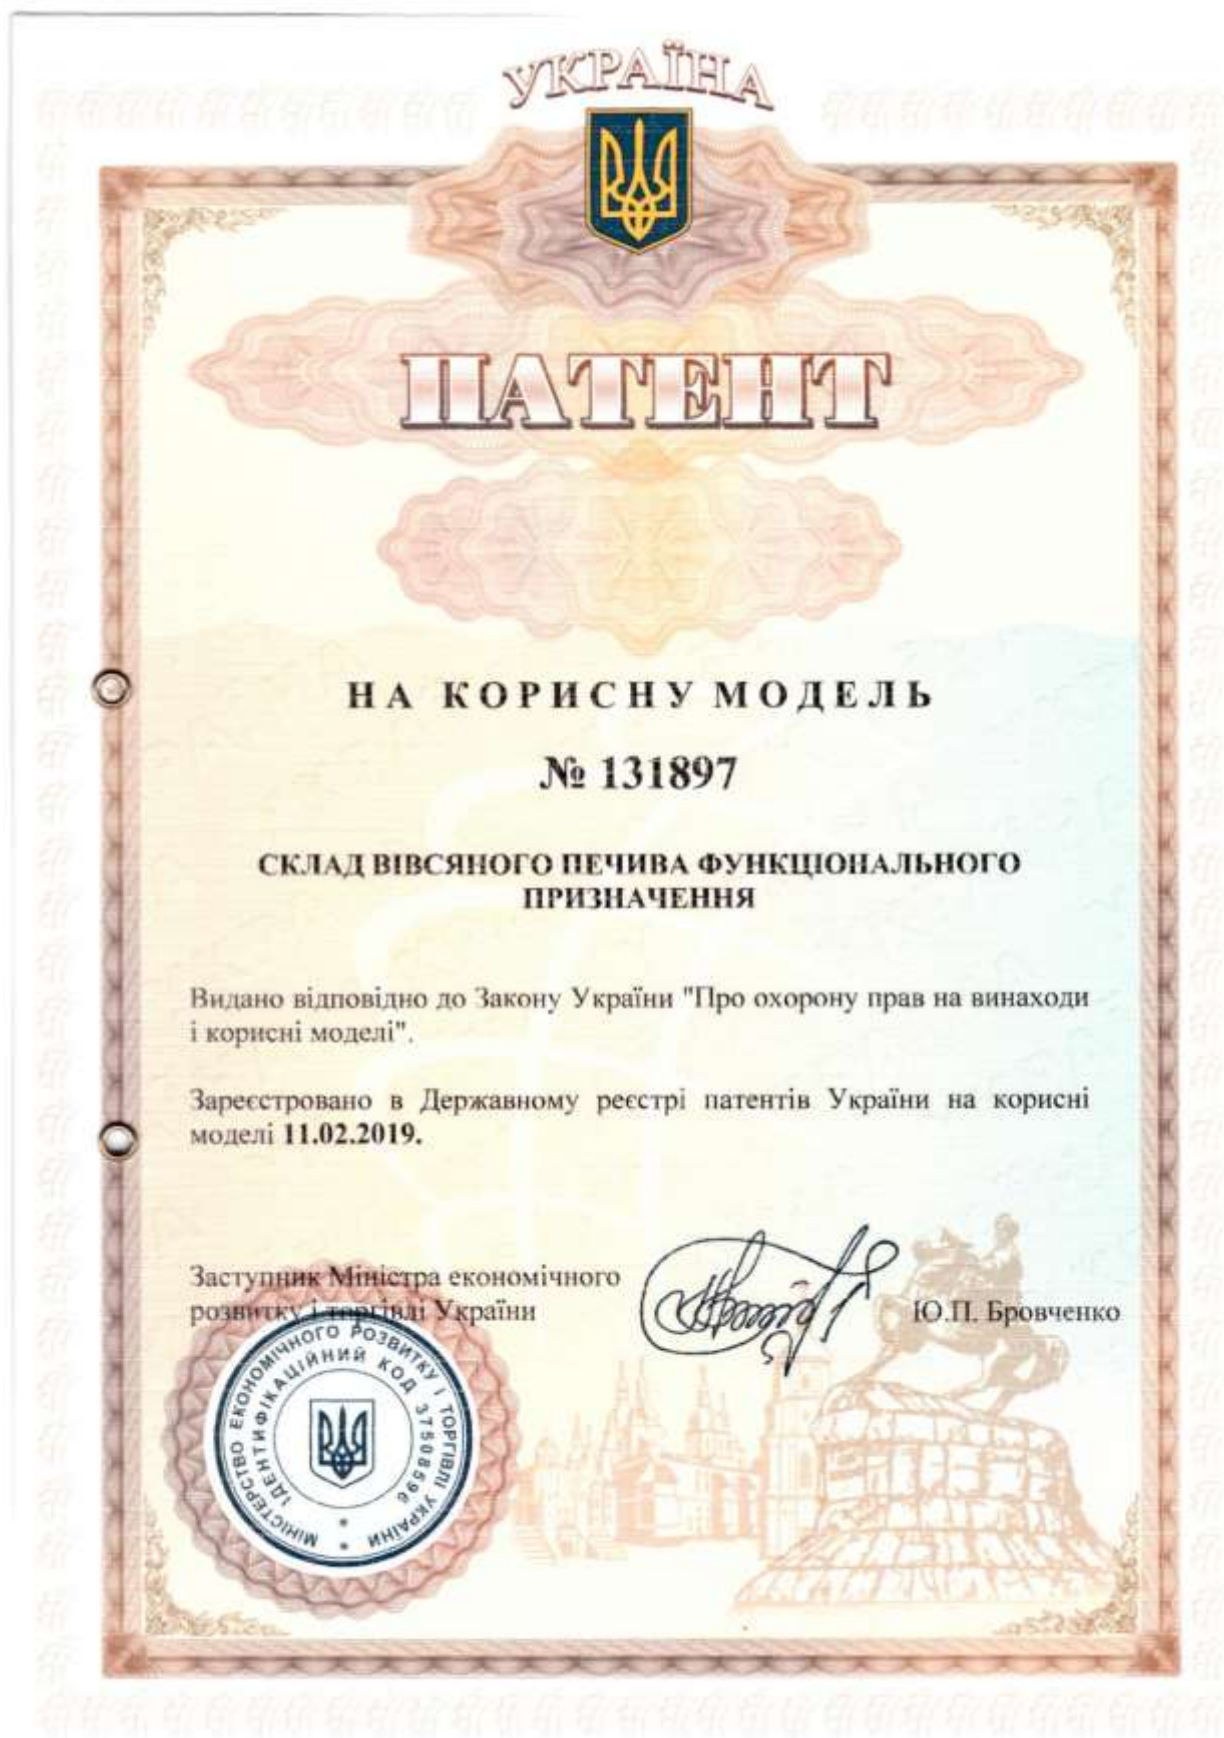 УКРАЇНА
ПАТЕНТ
НА КОРИСНУ МОДЕЛЬ
№ 131897
СКЛАД ВІВСЯНОГО ПЕЧИВА ФУНКЦІОНАЛЬНОГО
ПРИЗНАЧЕННЯ
Видано відповідно до Закону України "Про охорону прав на винаходи
і корисні моделі".
Зареєстровано в Державному реєстрі патентів України на корисні
моделі 11.02.2019.
Заступник Міністра економічного
розвитку і торгівлі України
Ю.П. Бровченко
МІНІСТЕРСТВО ЕКОНОМІЧНОГО РОЗВИТКУ І ТОРГІВЛІ УКРАЇНИ *
ІДЕНТИФІКАЦІЙНИЙ КОД 37508596 *